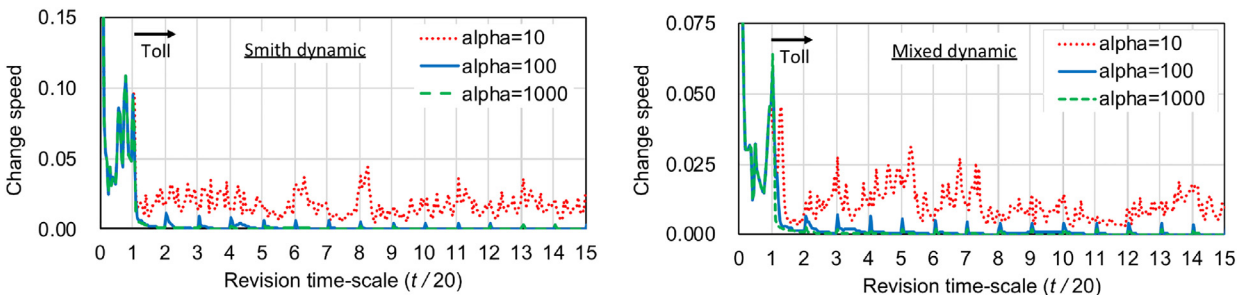 0.15
0.10
0.05
0.00
Change speed
Toll
Smith dynamic
alpha=10
alpha=100
alpha=1000
0 1 2 3 4 5 6 7 8 9 10 11 12 13 14 15
Revision time-scale (t / 20)
0.075
0.050
0.025
0.000
Change speed
Toll
Mixed dynamic
alpha=10
alpha=100
alpha=1000
0 1 2 3 4 5 6 7 8 9 10 11 12 13 14 15
Revision time-scale (t / 20)